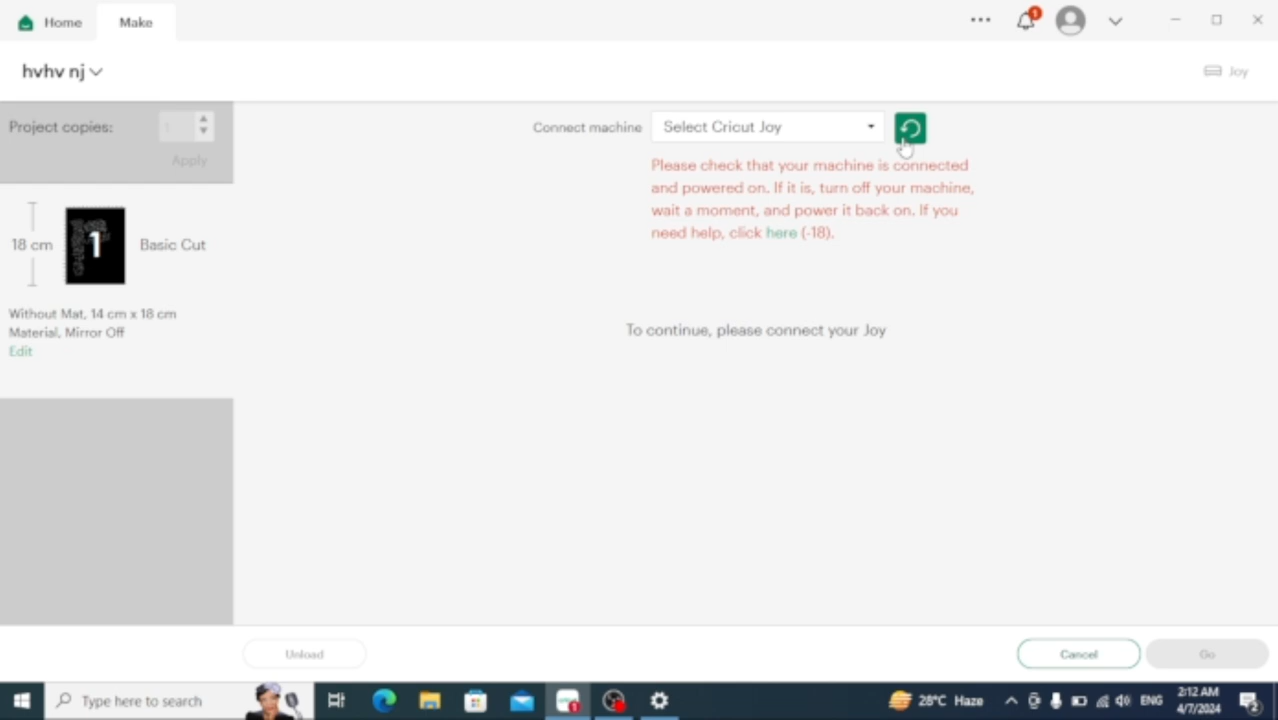 Home
Make
hvhv nj
Joy
Project copies:
1
Apply
Connect machine
Select Cricut Joy
Please check that your machine is connected
and powered on. If it is, turn off your machine,
wait a moment, and power it back on. If you
need help, click here (-18).
18 cm
1
Basic Cut
Without Mat, 14 cm x 18 cm
Material, Mirror Off
Edit
To continue, please connect your Joy
Unload
Cancel
Go
Type here to search
28°C Haze
ENG
2:12 AM
4/7/2024
2